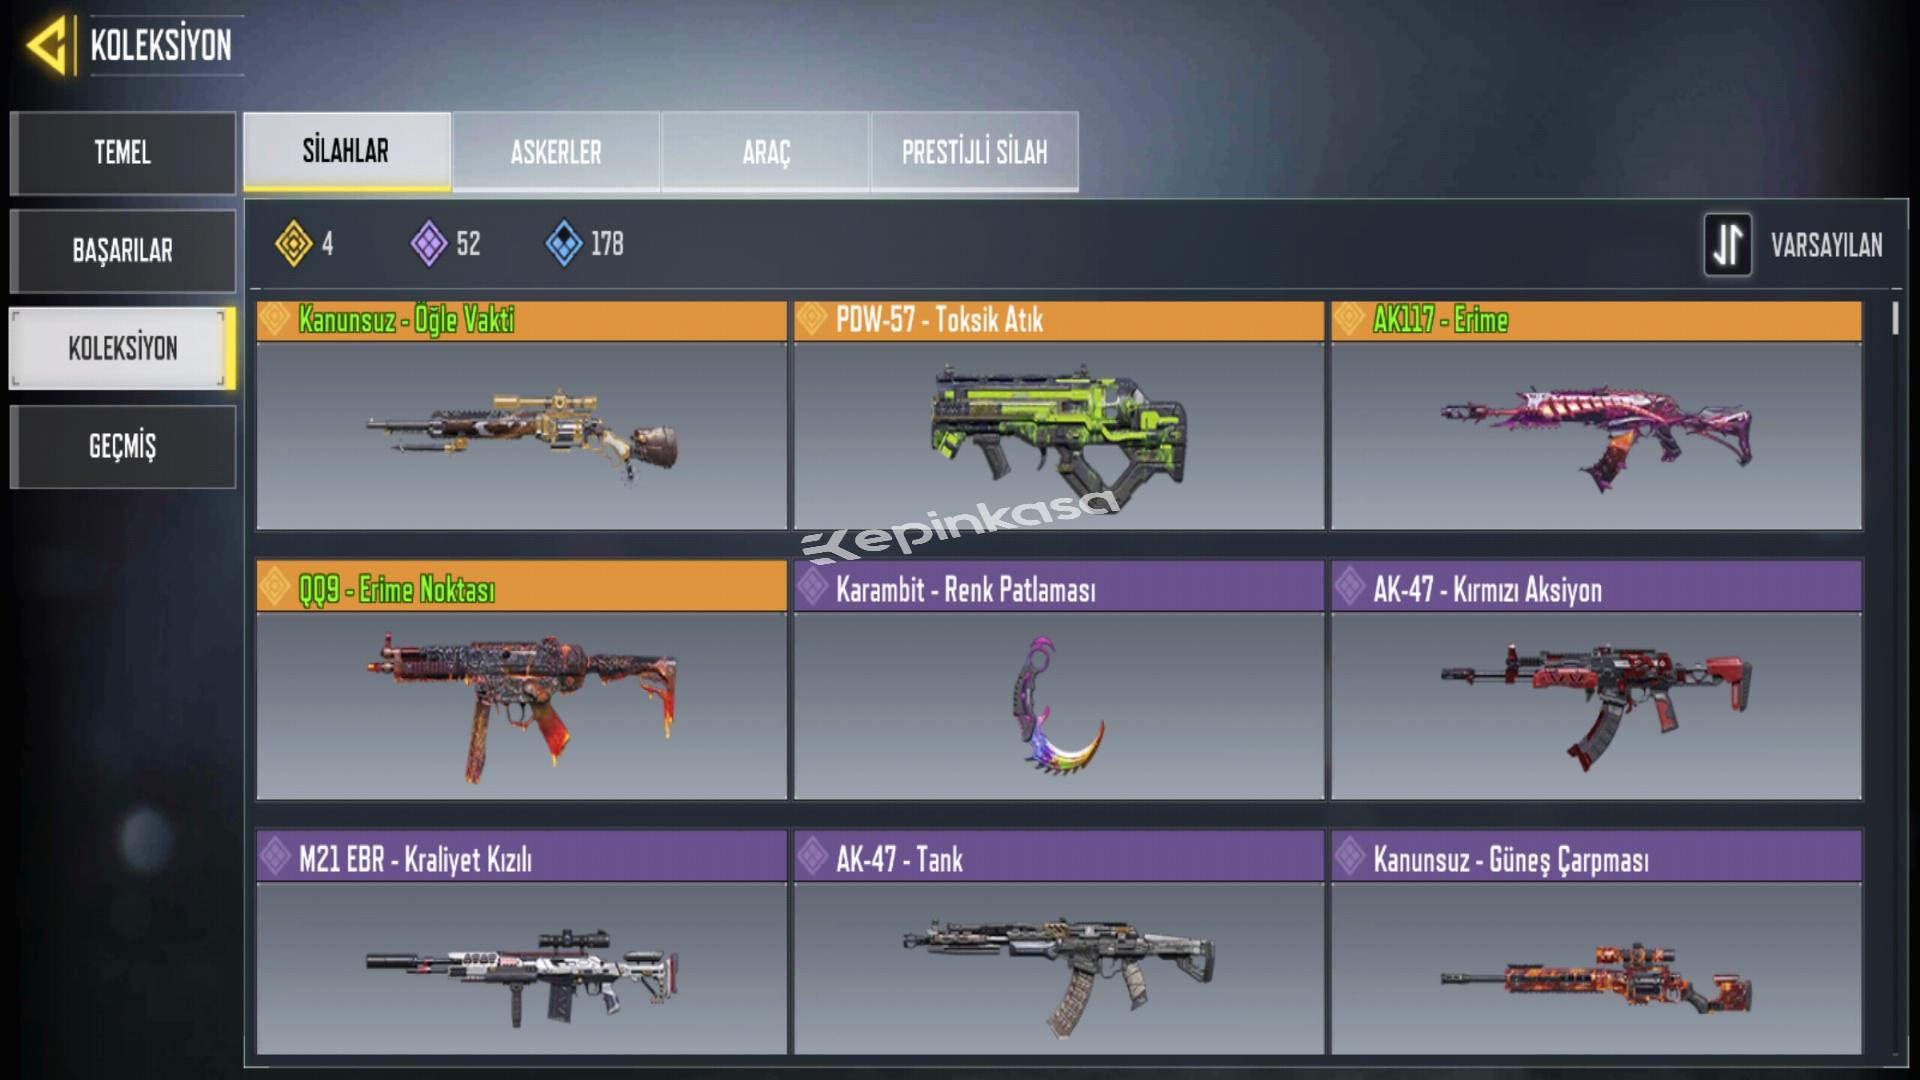 KOLEKSİYON
TEMEL
BAŞARILAR
KOLEKSİYON
GEÇMİŞ
SİLAHLAR
ASKERLER
ARAÇ
PRESTİJLİ SİLAH
4
52
178
VARSAYILAN
Kanunsuz - Öğle Vakti
PDW-57 - Toksik Atık
AK117 - Erime
epinkasa
QQ9 - Erime Noktası
Karambit - Renk Patlaması
AK-47 - Kırmızı Aksiyon
M21 EBR - Kraliyet Kızılı
AK-47 - Tank
Kanunsuz - Güneş Çarpması